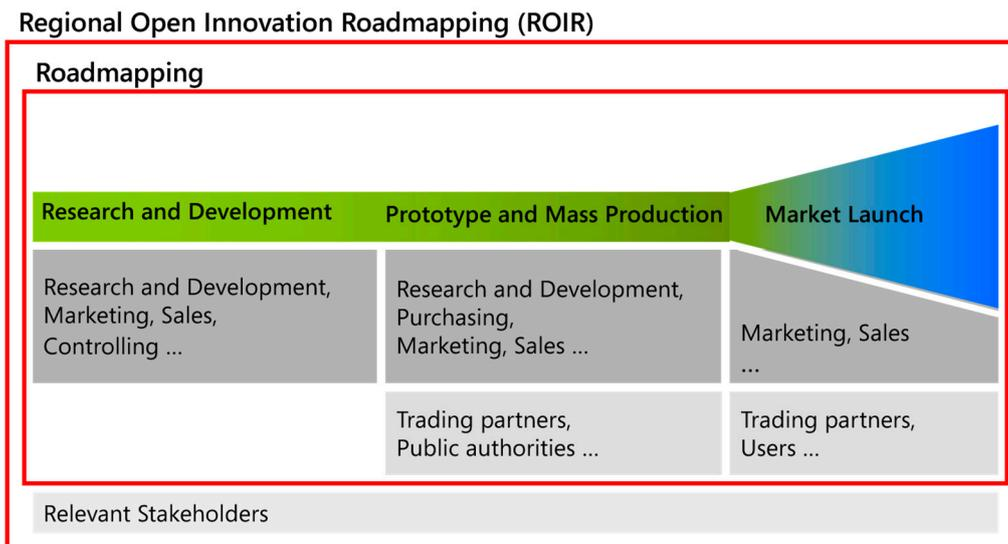 Regional Open Innovation Roadmapping (ROIR)
Roadmapping
Research and Development
Prototype and Mass Production
Market Launch
Research and Development,
Marketing, Sales,
Controlling ...
Research and Development,
Purchasing,
Marketing, Sales ...
Marketing, Sales
...
Trading partners,
Public authorities ...
Trading partners,
Users ...
Relevant Stakeholders